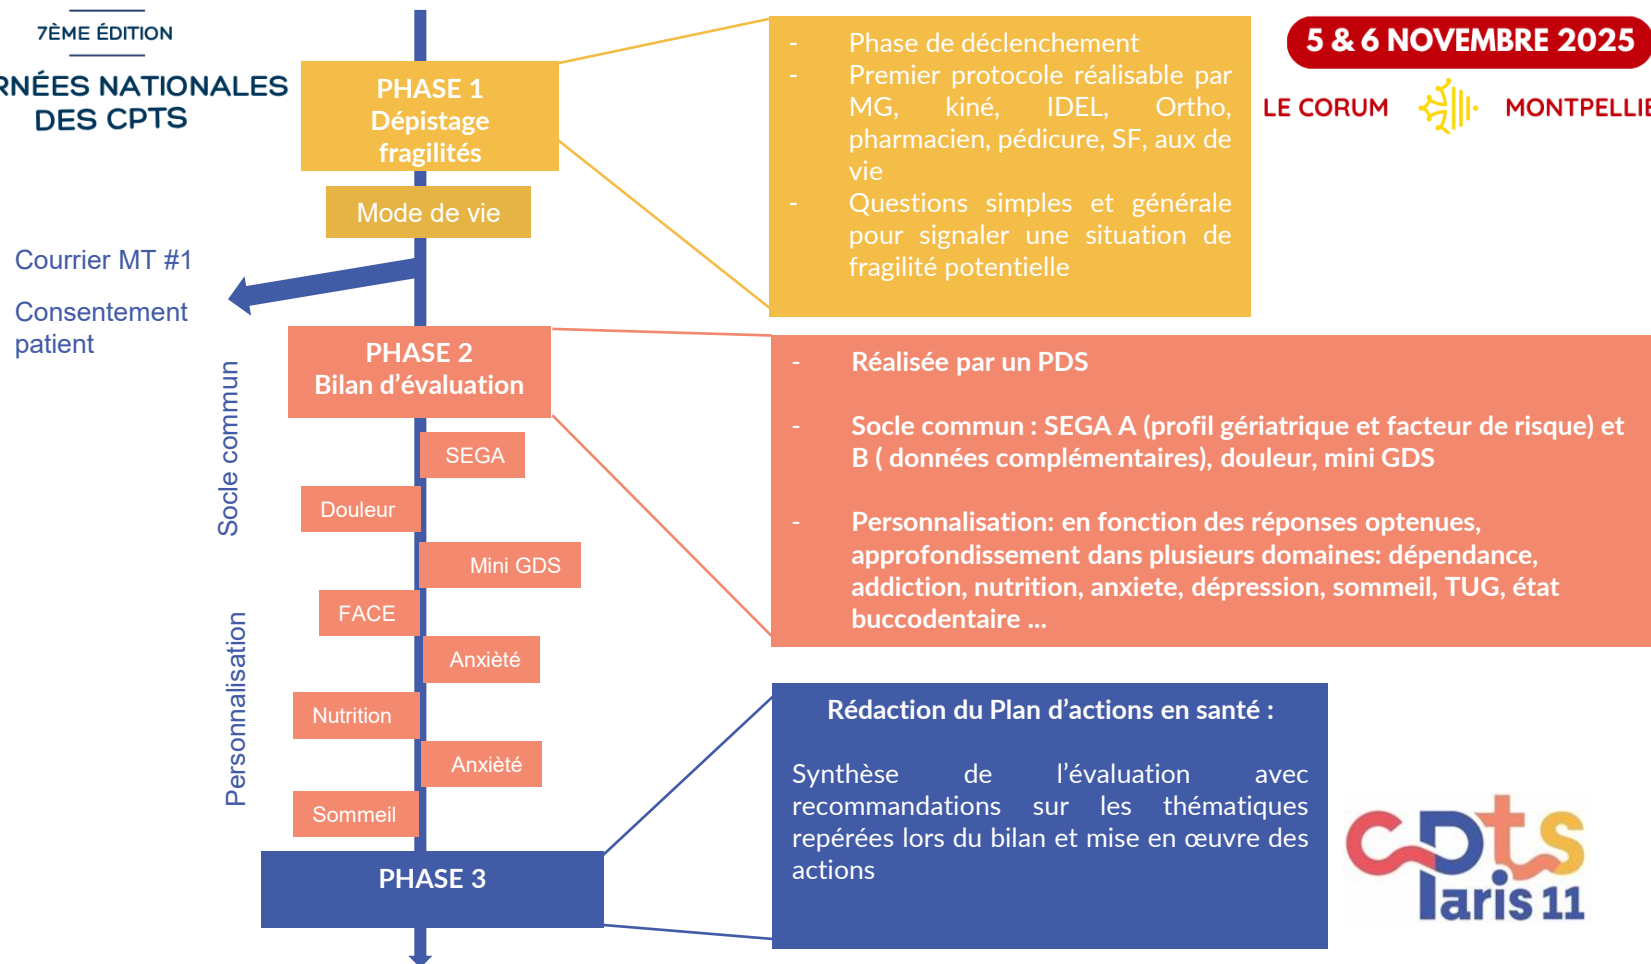 7ÈME ÉDITION
RNÉES NATIONALES
DES CPTS
5 & 6 NOVEMBRE 2025
LE CORUM MONTPELLIE
PHASE 1
Dépistage
fragilités
Mode de vie
- Phase de déclenchement
- Premier protocole réalisable par
MG, kiné, IDEL, Ortho,
pharmacien, pédicure, SF, aux de
vie
- Questions simples et générale
pour signaler une situation de
fragilité potentielle
Courrier MT #1
Consentement
patient
PHASE 2
Bilan d'évaluation
Socle commun
SEGA
Douleur
Mini GDS
Personnalisation
FACE
Anxièté
Nutrition
Anxièté
Sommeil
- Réalisée par un PDS
- Socle commun : SEGA A (profil gériatrique et facteur de risque) et
B ( données complémentaires), douleur, mini GDS
- Personnalisation: en fonction des réponses optenues,
approfondissement dans plusieurs domaines: dépendance,
addiction, nutrition, anxiete, dépression, sommeil, TUG, état
buccodentaire ...
PHASE 3
Rédaction du Plan d'actions en santé :
Synthèse de l'évaluation avec
recommandations sur les thématiques
repérées lors du bilan et mise en œuvre des
actions
cpts
Paris 11